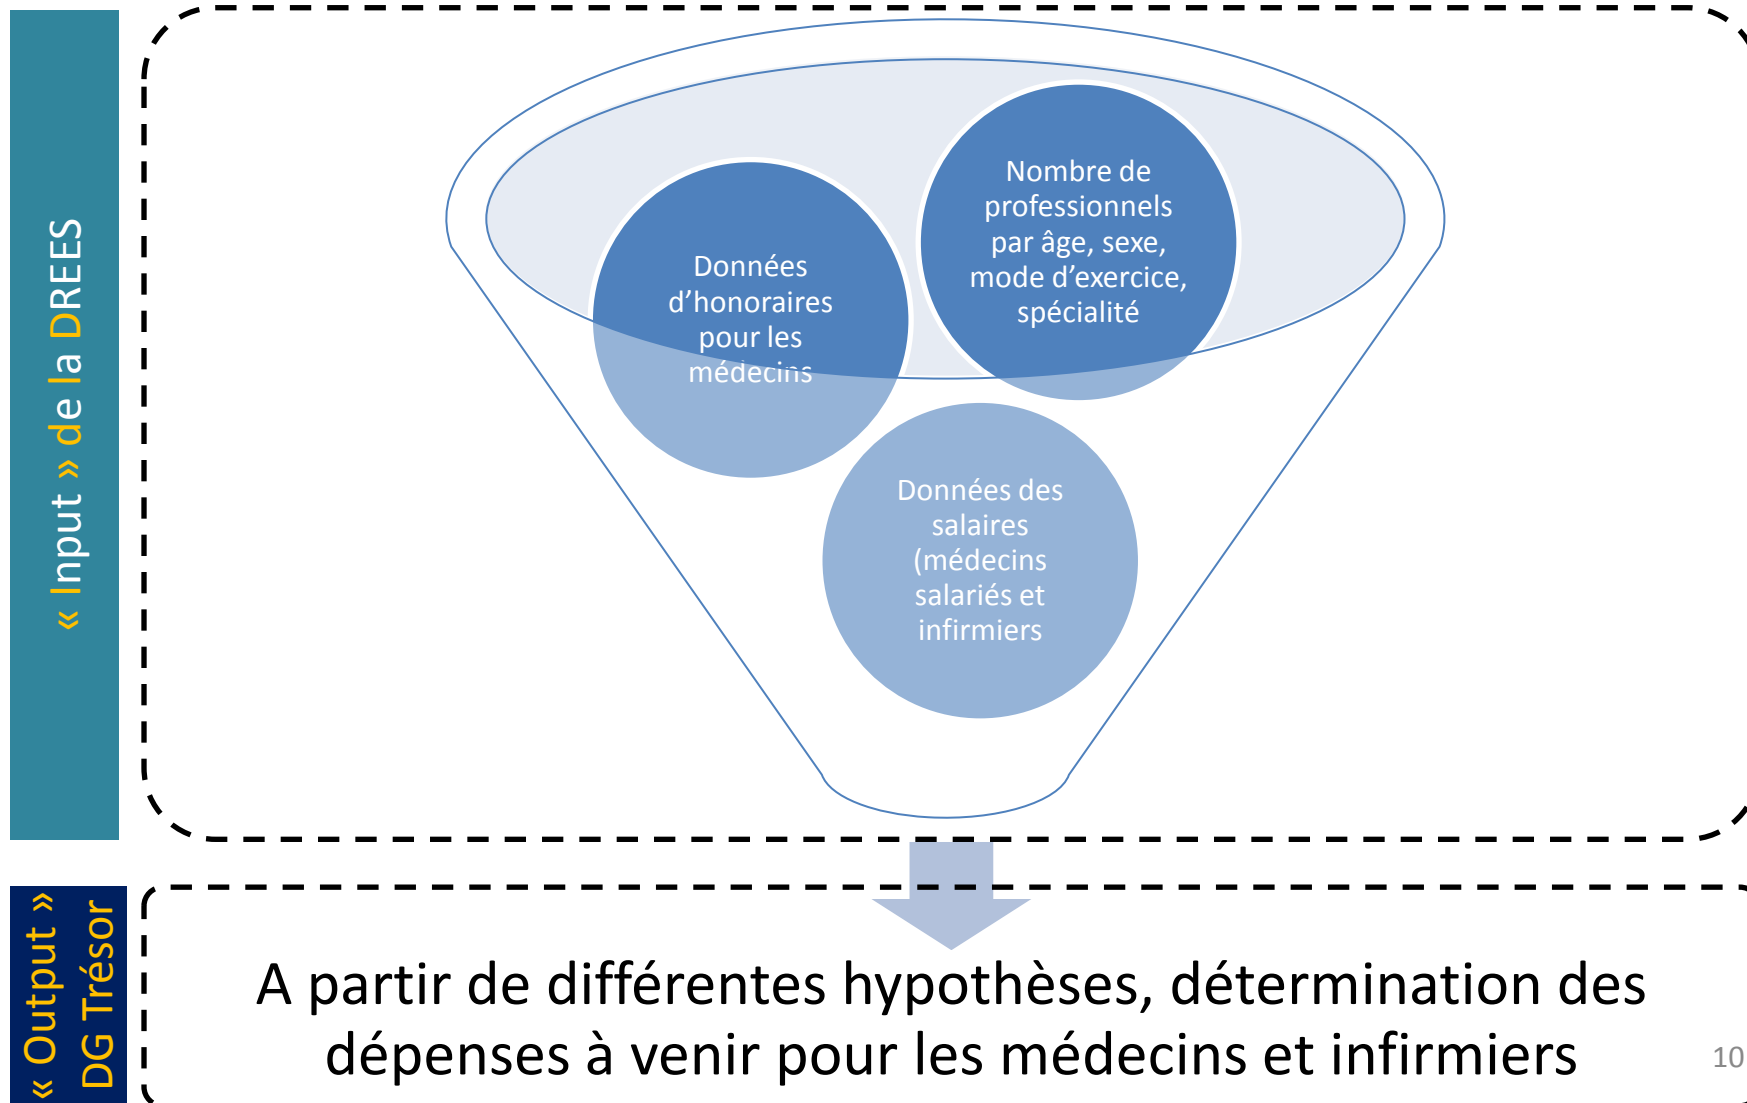 « Input » de la DREES
Nombre de
professionnels
par âge, sexe,
mode d’exercice,
spécialité
Données
d’honoraires
pour les
médecins
Données des
salaires
(médecins
salariés et
infirmiers
« Output »
DG Trésor
A partir de différentes hypothèses, détermination des
dépenses à venir pour les médecins et infirmiers
10